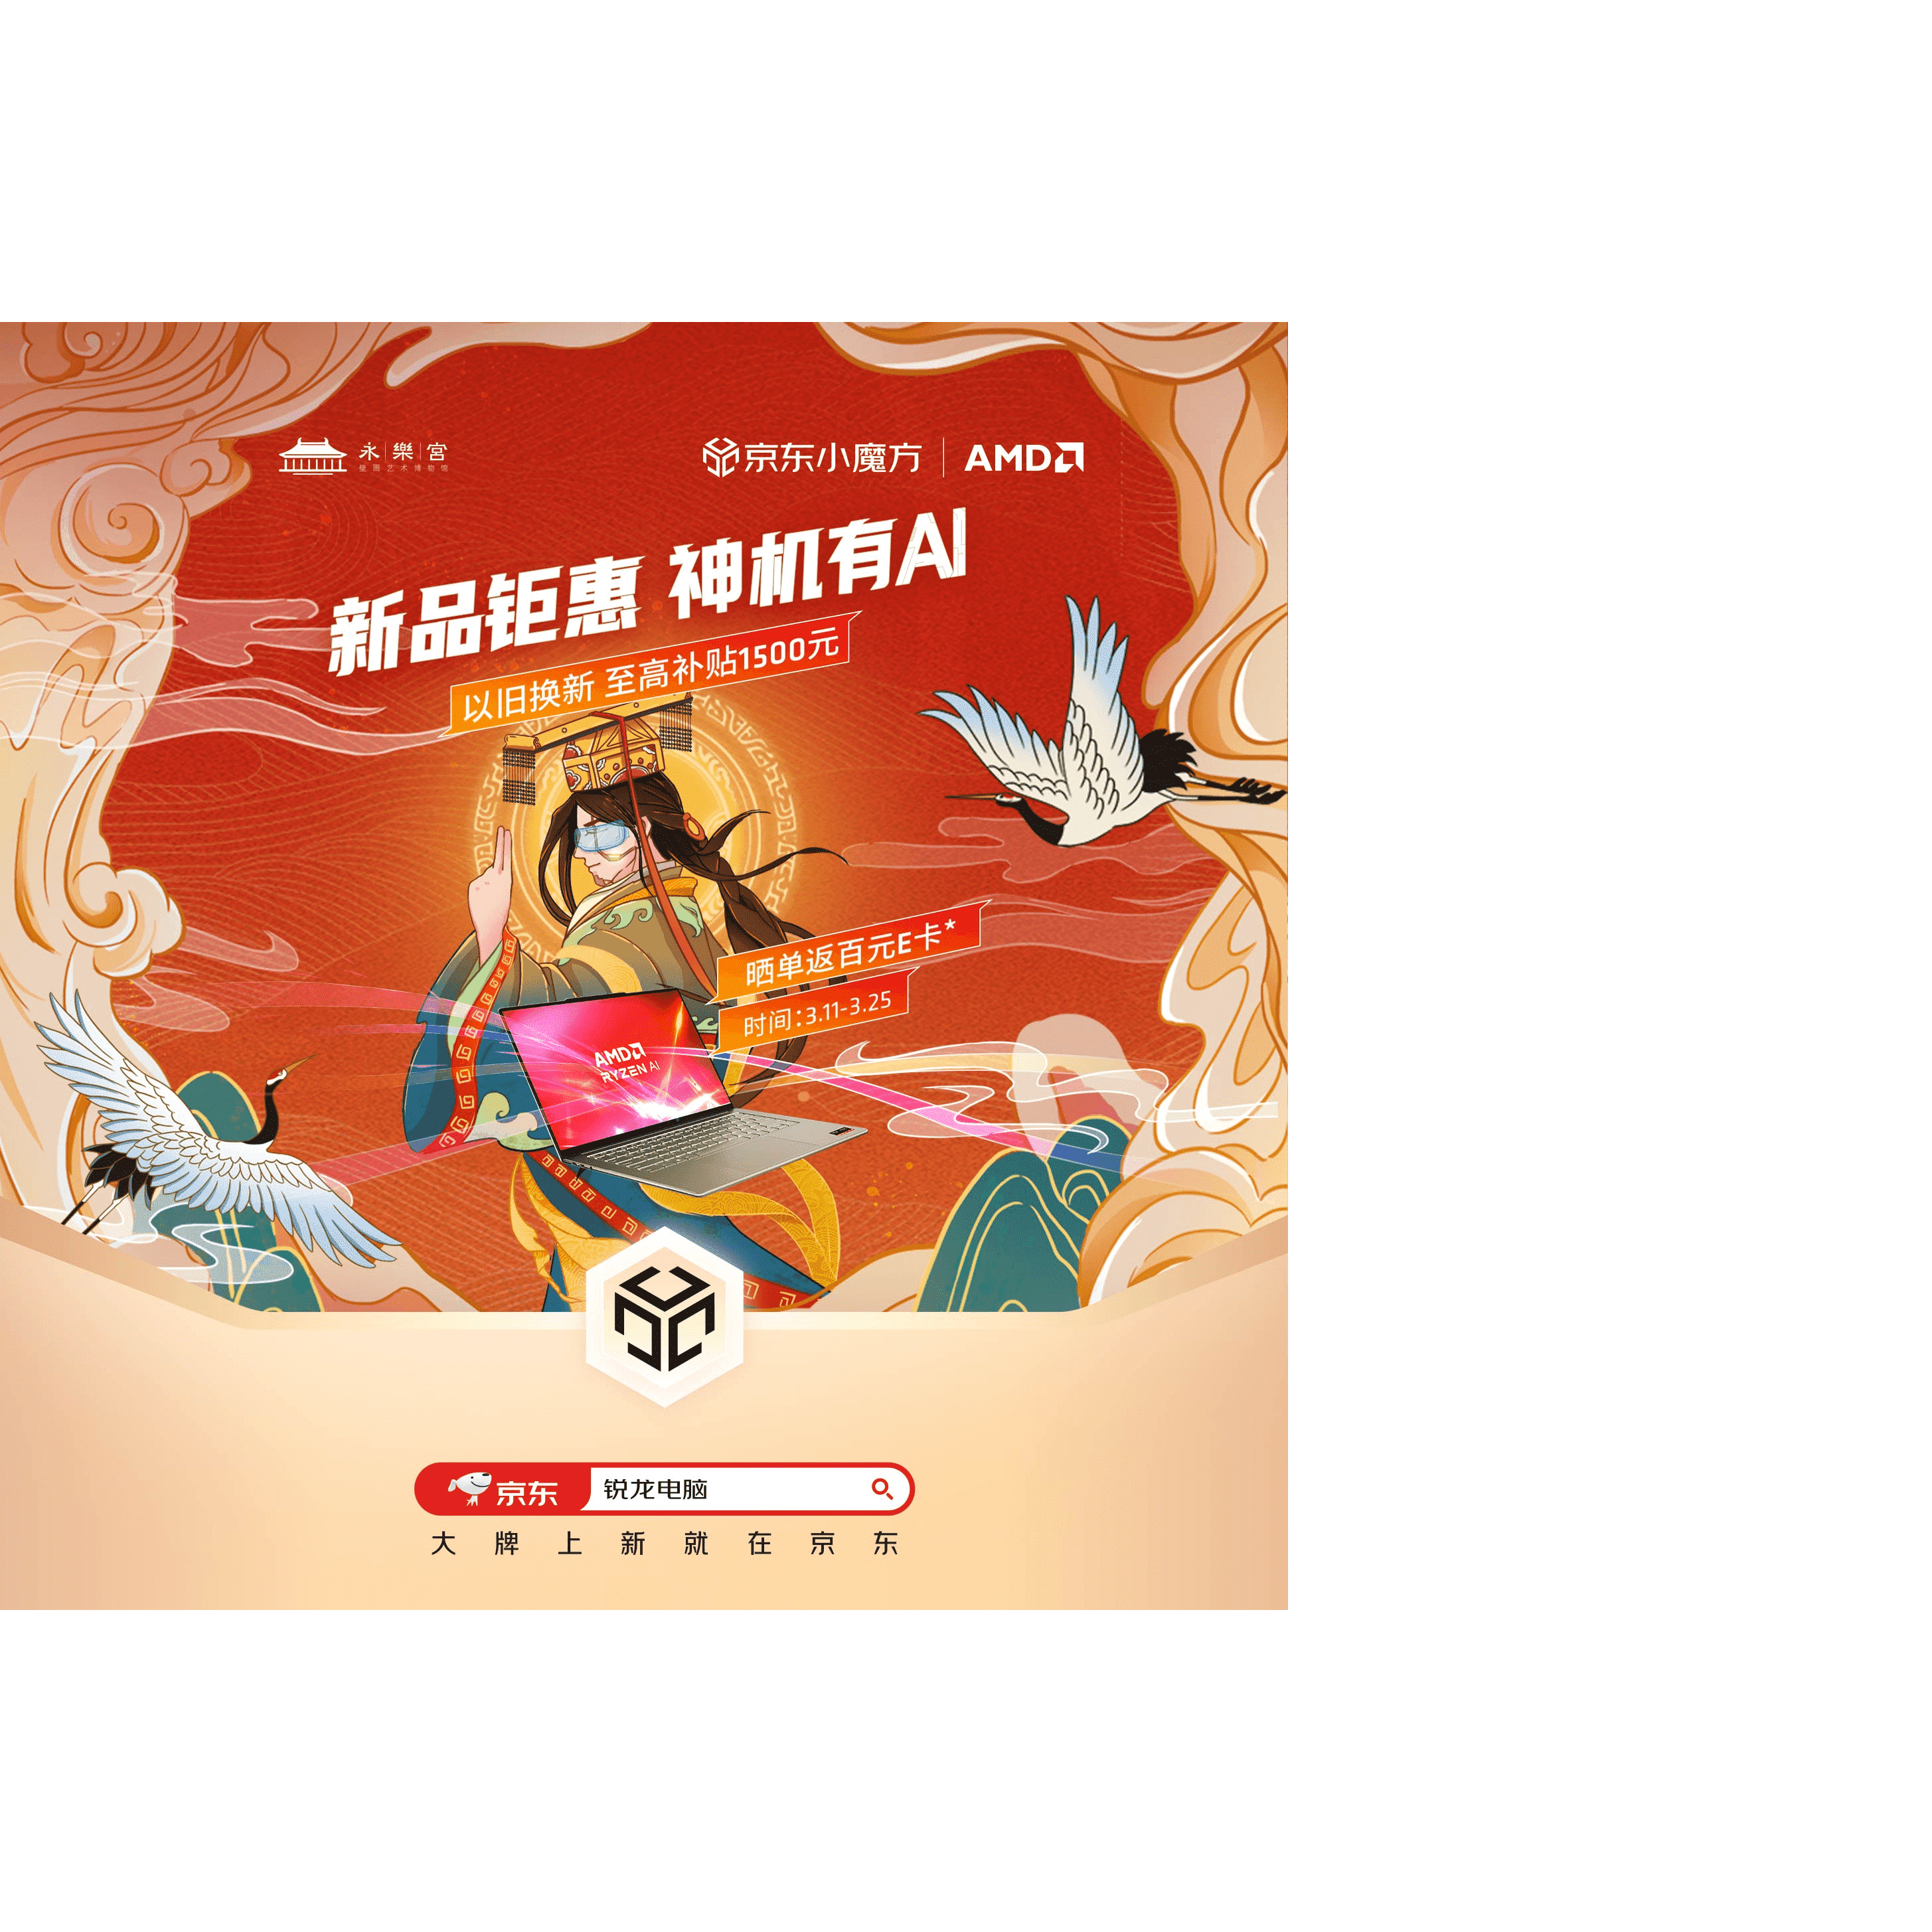 永樂宮
壁画艺术博物馆
京东小魔方
AMD
新品钜惠 神机有AI
以旧换新 至高补贴1500元
晒单返百元E卡*
时间:3.11-3.25
AMD
RYZEN AI
京东
锐龙电脑
大牌上新就在京东